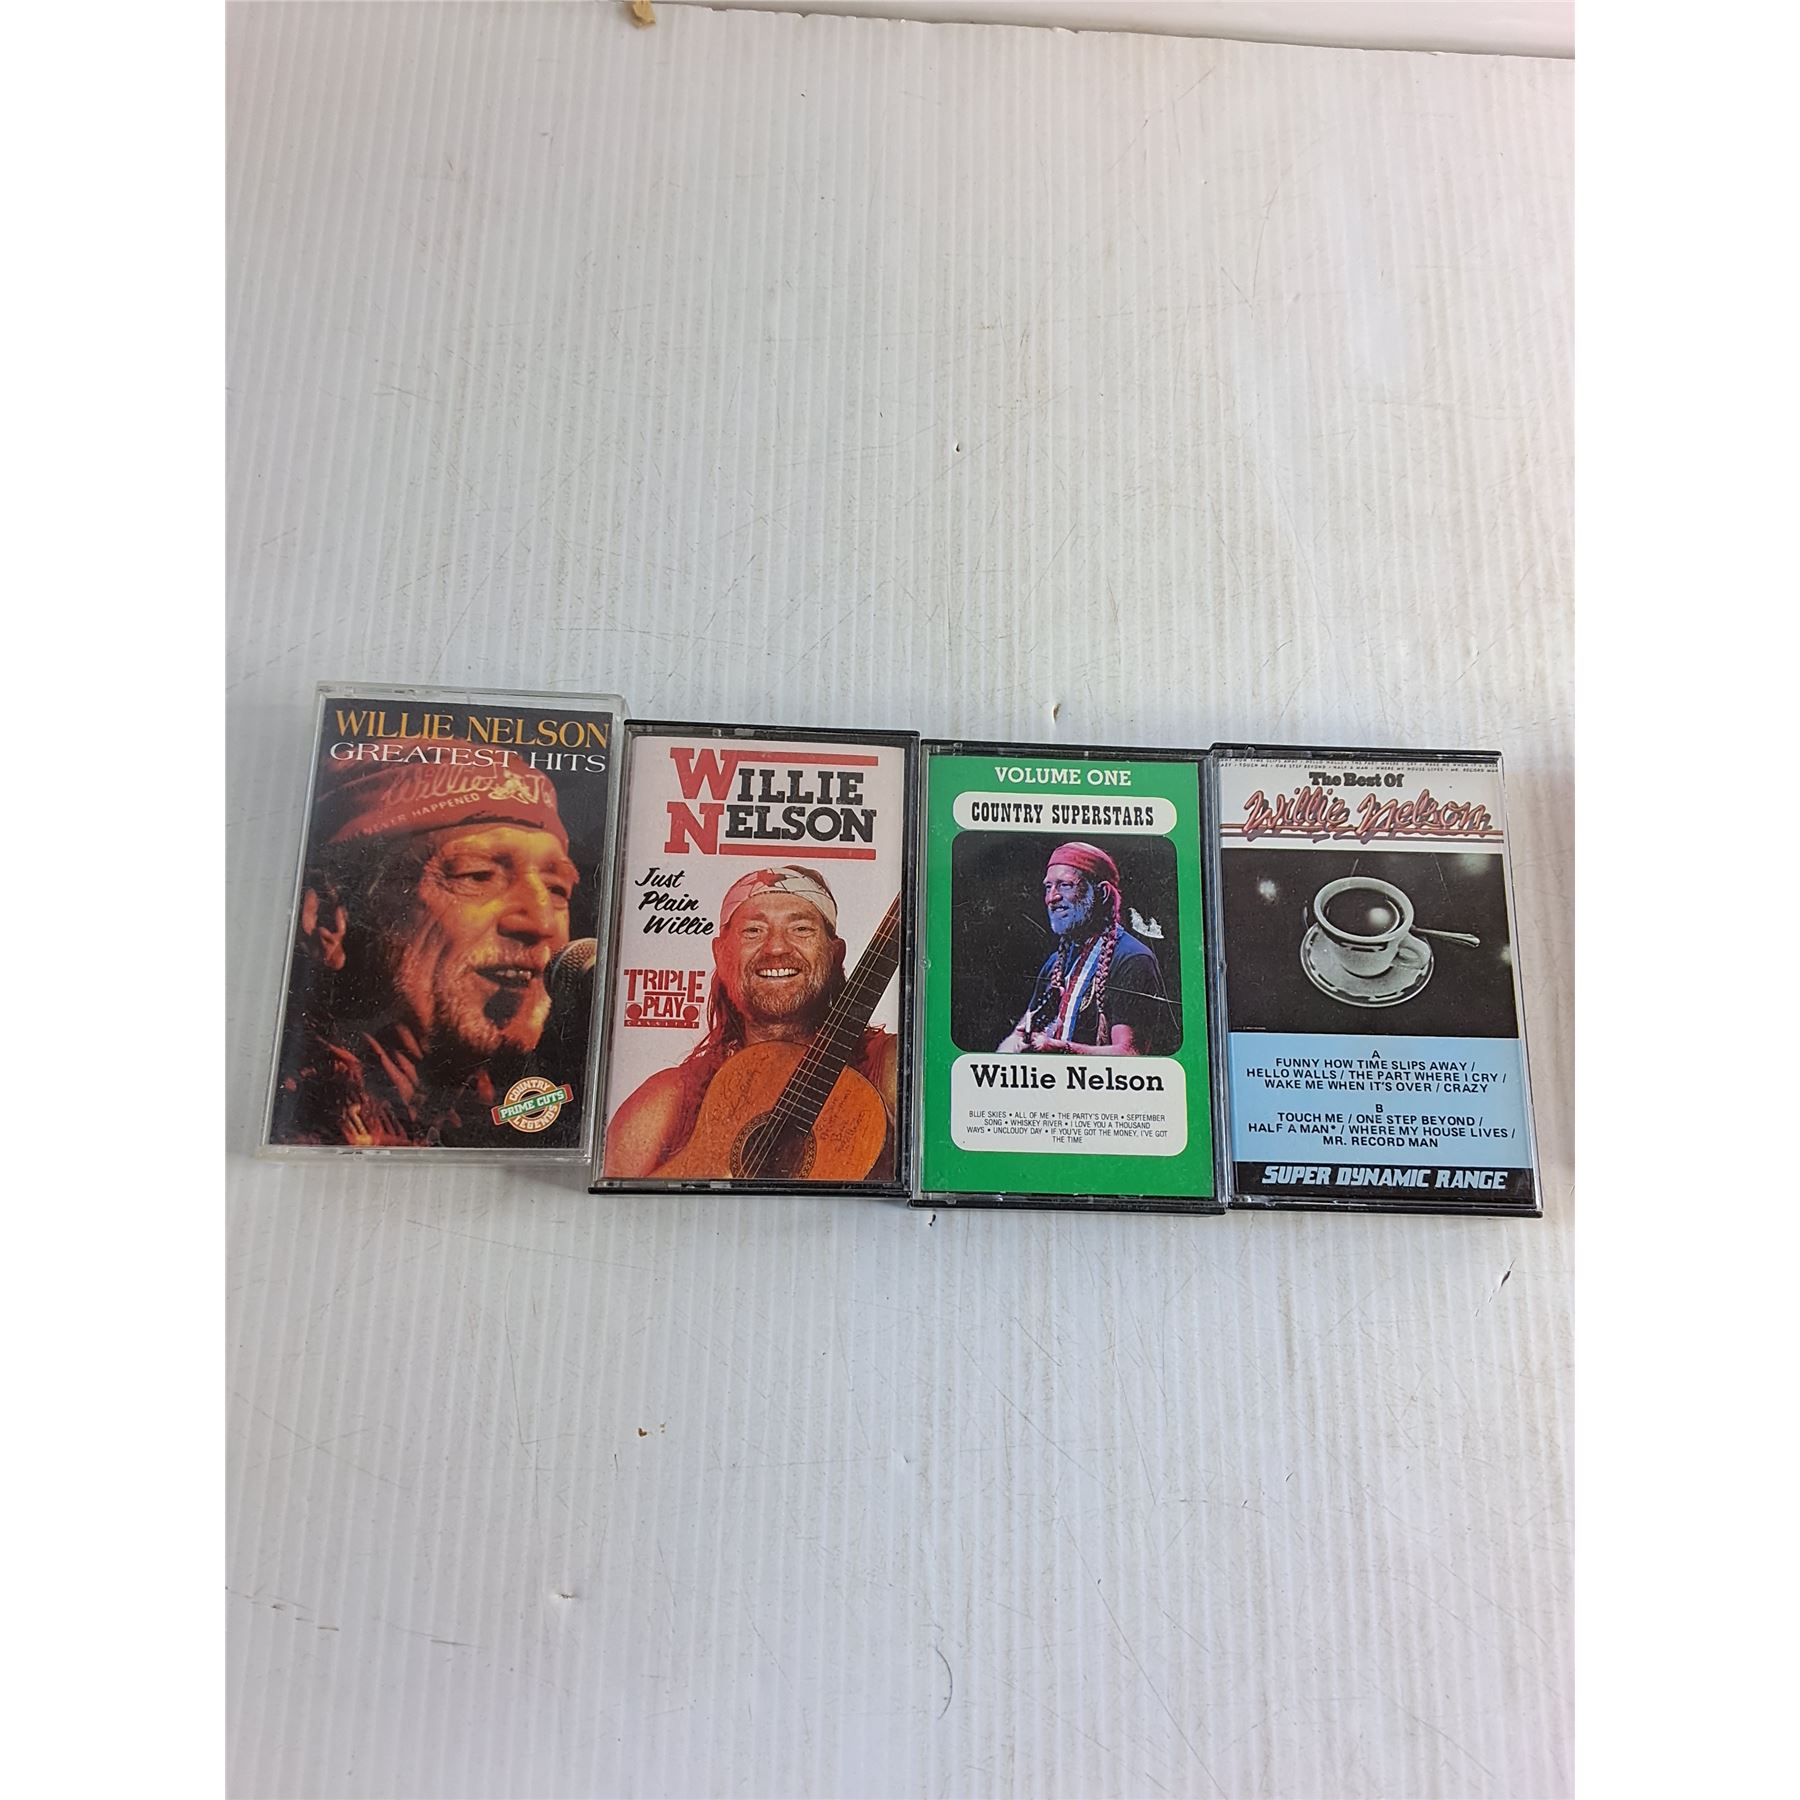 WILLIE NELSON
GREATEST HITS
Willie
NEVER HAPPENED
COUNTRY
PRIME CUTS
LEGENDS
WILLIE
NELSON
Just
Plain
Willie
TRIPLE
PLAY
CASSETTE
VOLUME ONE
COUNTRY SUPERSTARS
Willie Nelson
BLUE SKIES • ALL OF ME • THE PARTY'S OVER • SEPTEMBER
SONG • WHISKEY RIVER • I LOVE YOU A THOUSAND
WAYS • UNCLOUDY DAY • IF YOU'VE GOT THE MONEY, I'VE GOT
THE TIME
The Best Of
Willie Nelson
A
FUNNY HOW TIME SLIPS AWAY /
HELLO WALLS / THE PART WHERE I CRY /
WAKE ME WHEN IT'S OVER / CRAZY
B
TOUCH ME / ONE STEP BEYOND /
HALF A MAN* / WHERE MY HOUSE LIVES /
MR. RECORD MAN
SUPER DYNAMIC RANGE